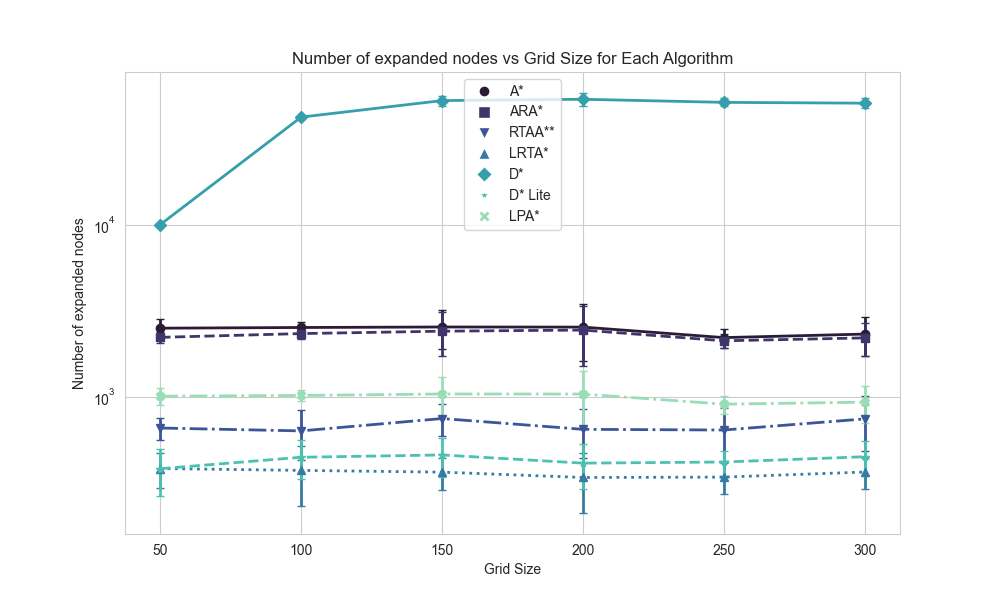 Number of expanded nodes vs Grid Size for Each Algorithm
A*
ARA*
RTAA**
LRTA*
D*
D* Lite
LPA*
Number of expanded nodes
10^4
10^3
50 100 150 200 250 300
Grid Size